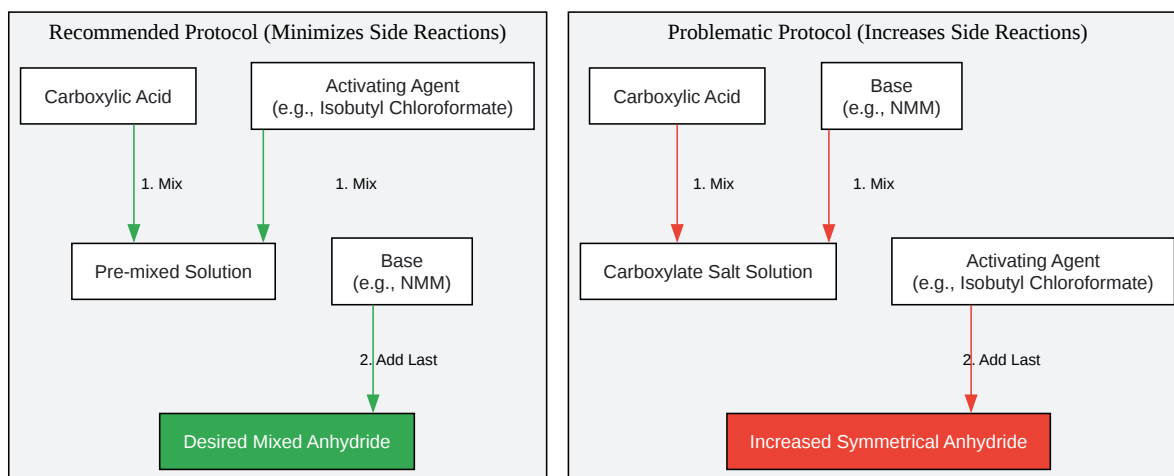 Recommended Protocol (Minimizes Side Reactions)
Carboxylic Acid
Activating Agent
(e.g., Isobutyl Chloroformate)
1. Mix
1. Mix
Pre-mixed Solution
Base
(e.g., NMM)
2. Add Last
Desired Mixed Anhydride
Problematic Protocol (Increases Side Reactions)
Carboxylic Acid
Base
(e.g., NMM)
1. Mix
1. Mix
Carboxylate Salt Solution
Activating Agent
(e.g., Isobutyl Chloroformate)
2. Add Last
Increased Symmetrical Anhydride